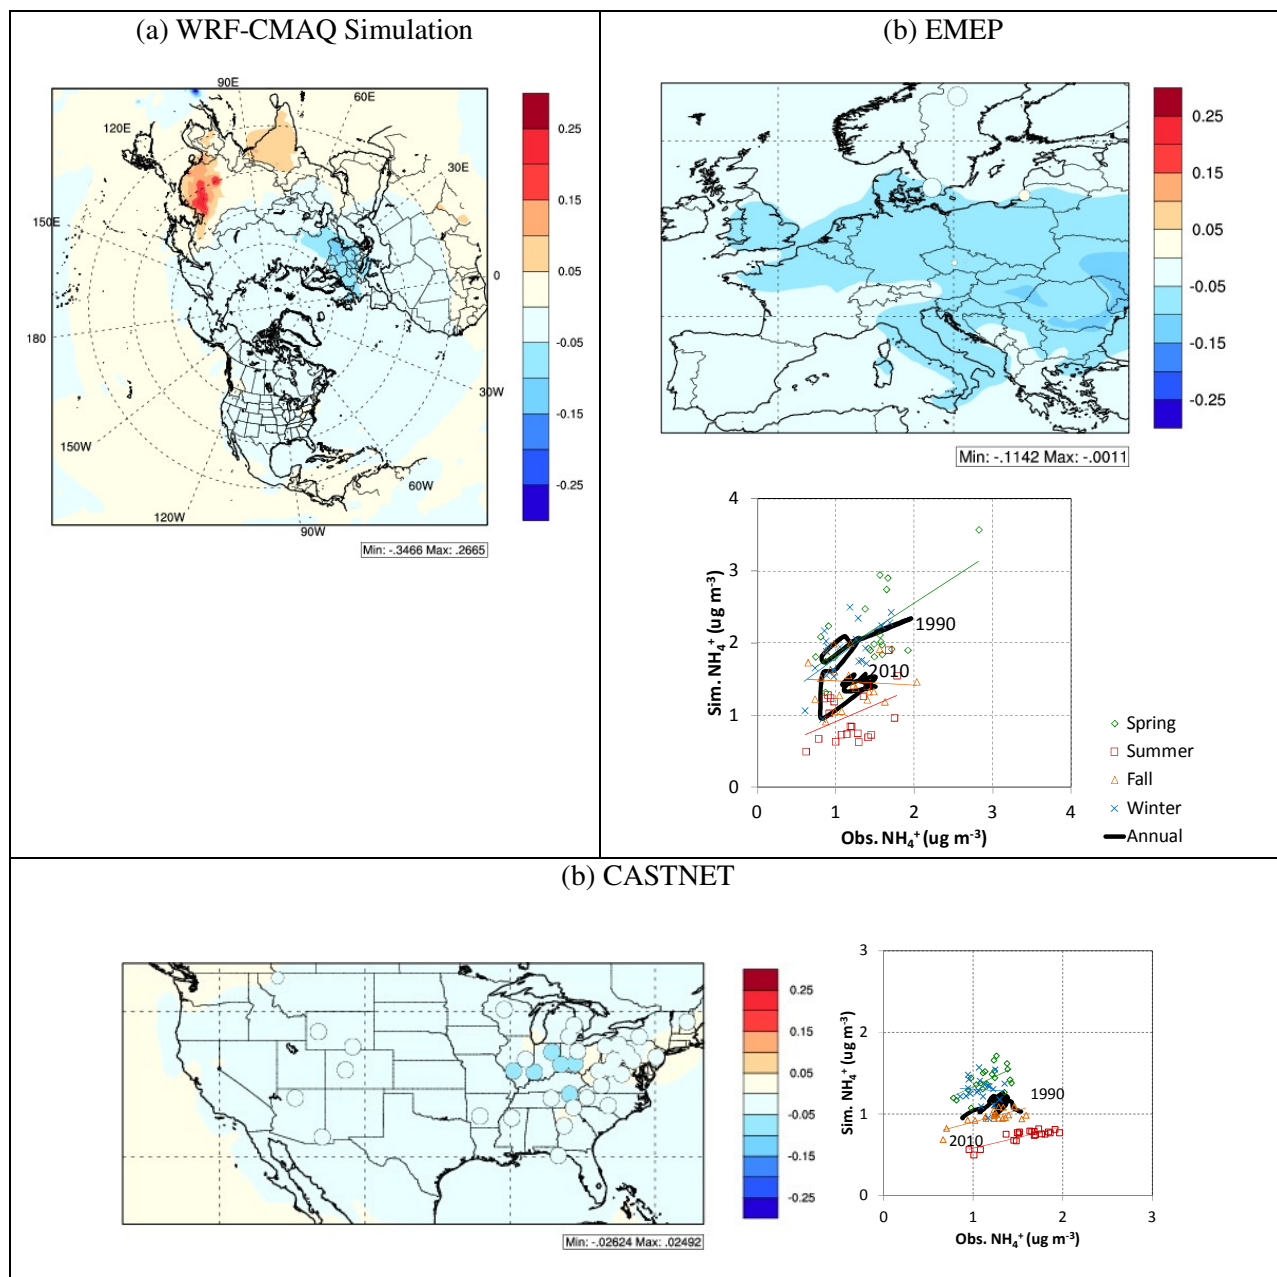 (a) WRF-CMAQ Simulation
90E
60E
120E
30E
150E
0
180
30W
150W
60W
120W
90W
0.25
0.15
0.05
-0.05
-0.15
-0.25
Min: -.3466 Max: .2665
(b) EMEP
0.25
0.15
0.05
-0.05
-0.15
-0.25
Min: -.1142 Max: -.0011
4
3
2
1
0
Sim. NH₄⁺ (ug m⁻³)
1990
2010
0 1 2 3 4
Obs. NH₄⁺ (ug m⁻³)
Spring
Summer
Fall
Winter
Annual
(b) CASTNET
0.25
0.15
0.05
-0.05
-0.15
-0.25
Min: -.02624 Max: .02492
3
2
1
0
Sim. NH₄⁺ (ug m⁻³)
1990
2010
0 1 2 3
Obs. NH₄⁺ (ug m⁻³)